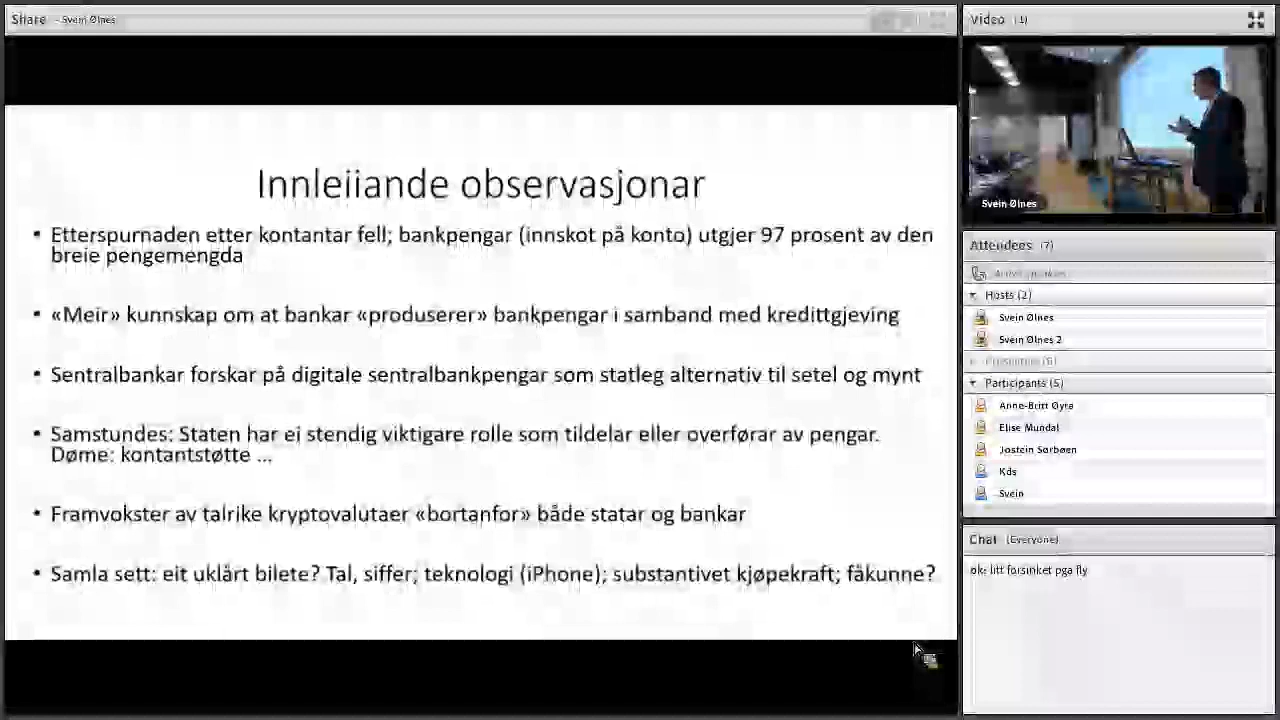 Share - Svein Ølnes
Innleiiande observasjonar
• Etterspurnaden etter kontantar fell; bankpengar (innskot på konto) utgjer 97 prosent av den
breie pengemengda
• «Meir» kunnskap om at bankar «produserer» bankpengar i samband med kredittgjeving
• Sentralbankar forskar på digitale sentralbankpengar som statleg alternativ til setel og mynt
• Samstundes: Staten har ei stendig viktigare rolle som tildelar eller overførar av pengar.
Døme: kontantstøtte ...
• Framvokster av talrike kryptovalutaer «bortanfor» både statar og bankar
• Samla sett: eit uklårt bilete? Tal, siffer; teknologi (iPhone); substantivet kjøpekraft; fåkunne?
Video (1)
Svein Ølnes
Attendees (7)
Hosts (2)
Svein Ølnes
Svein Ølnes 2
Participants (5)
Anne-Britt Øyra
Elise Mundal
Jostein Sørbøen
Kds
Svein
Chat (Everyone)
ok: litt forsinket pga fly